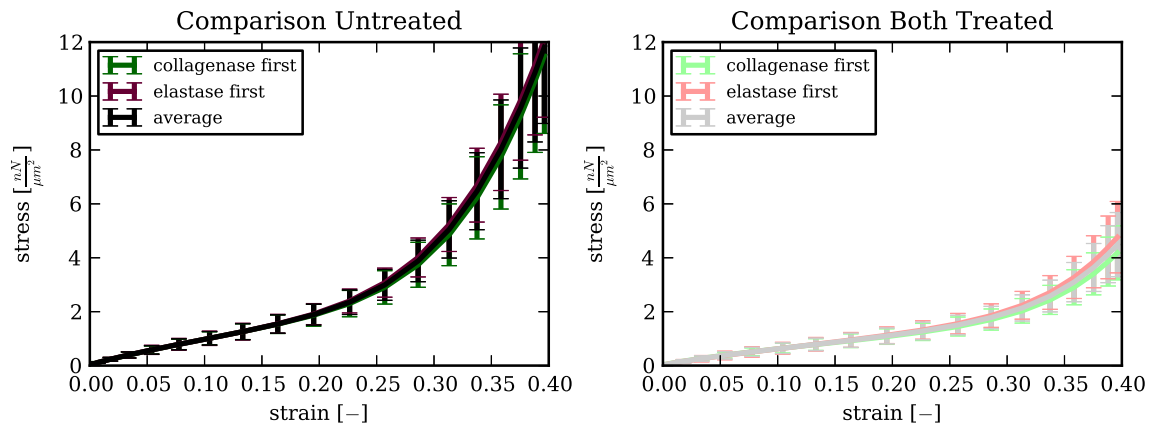 Comparison Untreated
12
10
8
6
4
2
0
stress [nN/μm²]
collagenase first
elastase first
average
0.00 0.05 0.10 0.15 0.20 0.25 0.30 0.35 0.40
strain [−]
Comparison Both Treated
12
10
8
6
4
2
0
stress [nN/μm²]
collagenase first
elastase first
average
0.00 0.05 0.10 0.15 0.20 0.25 0.30 0.35 0.40
strain [−]